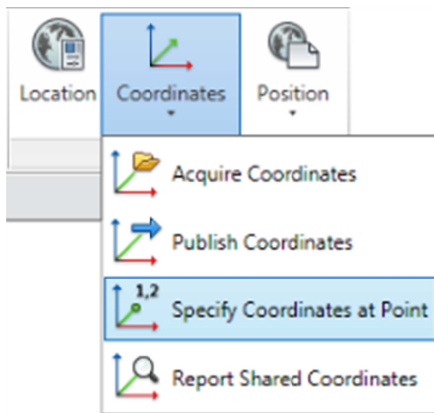 Location
Coordinates
Position
Acquire Coordinates
Publish Coordinates
1,2
Specify Coordinates at Point
Report Shared Coordinates